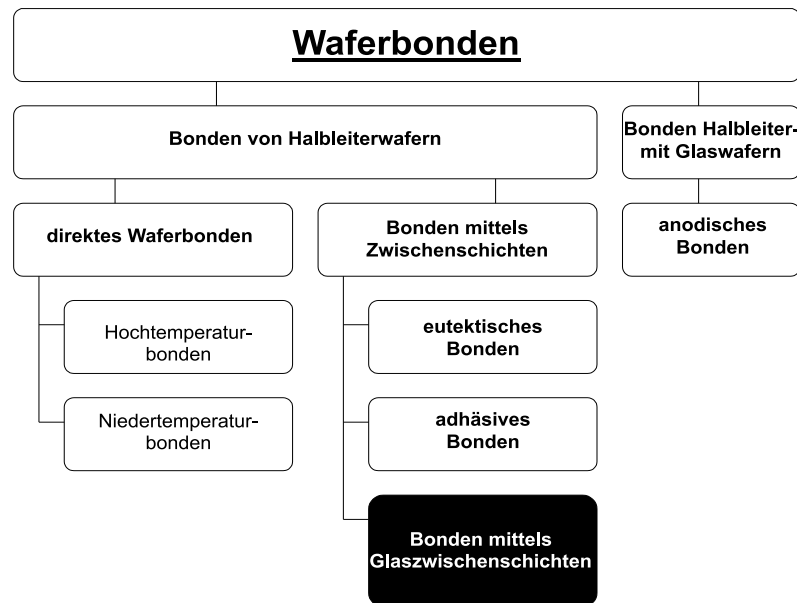 Waferbonden
Bonden von Halbleiterwafern
Bonden Halbleiter-
mit Glaswafern
direktes Waferbonden
Bonden mittels
Zwischenschichten
anodisches
Bonden
Hochtemperatur-
bonden
eutektisches
Bonden
Niedertemperatur-
bonden
adhäsives
Bonden
Bonden mittels
Glaszwischenschichten